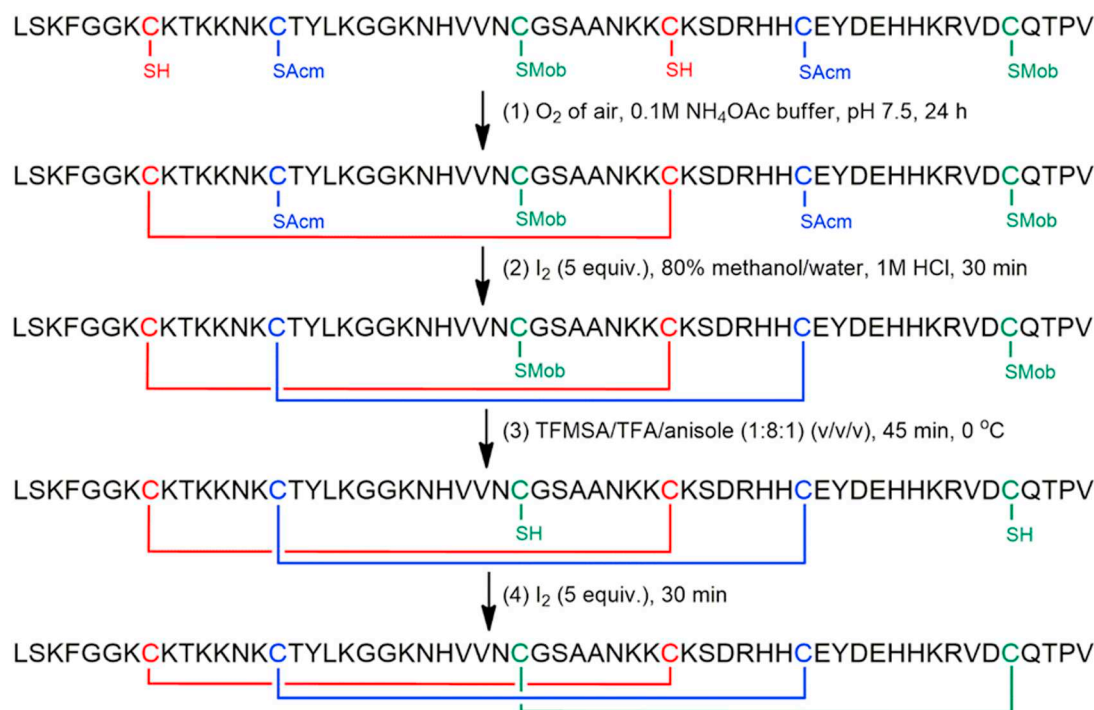 LSKFGGKCKTKKNKCTYLKGGKNHVVNCGSAANKKCKSDRHHCEYDEHHKRVDCQTPV
SH SAcm SMob SH SAcm SMob
(1) O₂ of air, 0.1M NH₄OAc buffer, pH 7.5, 24 h
LSKFGGKCKTKKNKCTYLKGGKNHVVNCGSAANKKCKSDRHHCEYDEHHKRVDCQTPV
SAcm SMob SAcm SMob
(2) I₂ (5 equiv.), 80% methanol/water, 1M HCl, 30 min
LSKFGGKCKTKKNKCTYLKGGKNHVVNCGSAANKKCKSDRHHCEYDEHHKRVDCQTPV
SMob SMob
(3) TFMSA/TFA/anisole (1:8:1) (v/v/v), 45 min, 0 °C
LSKFGGKCKTKKNKCTYLKGGKNHVVNCGSAANKKCKSDRHHCEYDEHHKRVDCQTPV
SH SH
(4) I₂ (5 equiv.), 30 min
LSKFGGKCKTKKNKCTYLKGGKNHVVNCGSAANKKCKSDRHHCEYDEHHKRVDCQTPV